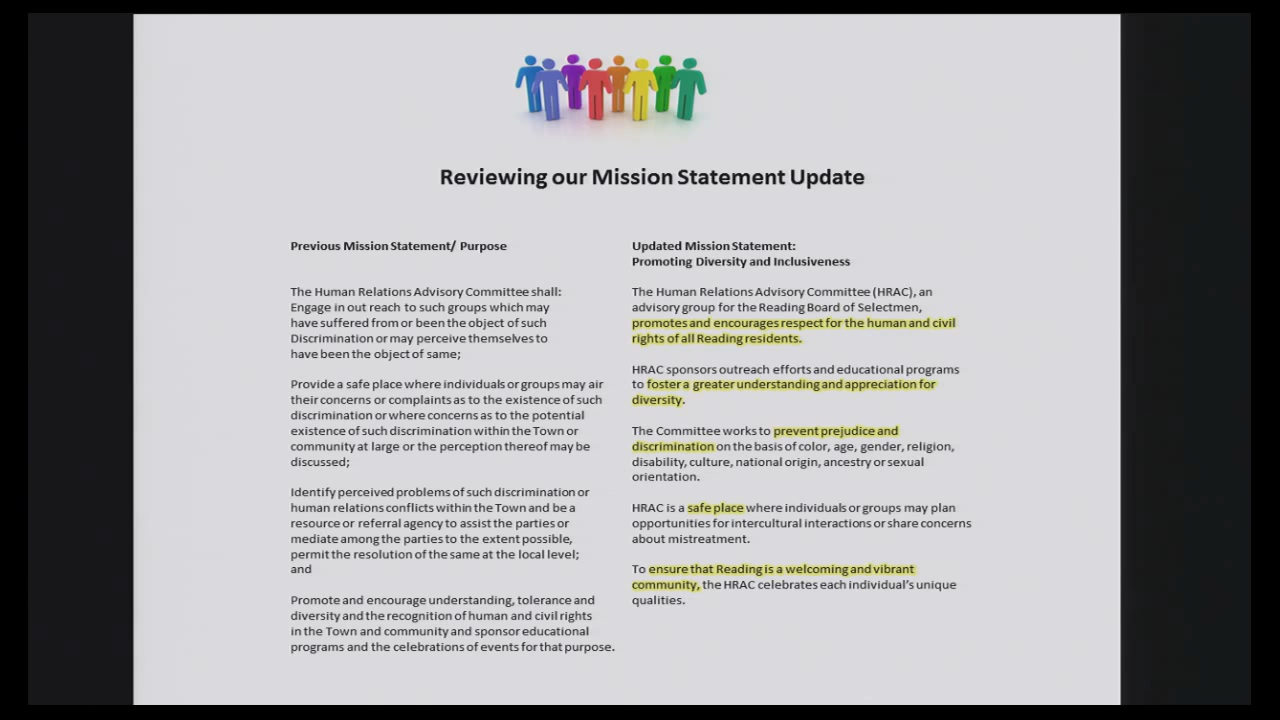 Reviewing our Mission Statement Update
Previous Mission Statement/ Purpose
The Human Relations Advisory Committee shall:
Engage in out reach to such groups which may
have suffered from or been the object of such
Discrimination or may perceive themselves to
have been the object of same;
Provide a safe place where individuals or groups may air
their concerns or complaints as to the existence of such
discrimination or where concerns as to the potential
existence of such discrimination within the Town or
community at large or the perception thereof may be
discussed;
Identify perceived problems of such discrimination or
human relations conflicts within the Town and be a
resource or referral agency to assist the parties or
mediate among the parties to the extent possible,
permit the resolution of the same at the local level;
and
Promote and encourage understanding, tolerance and
diversity and the recognition of human and civil rights
in the Town and community and sponsor educational
programs and the celebrations of events for that purpose.
Updated Mission Statement:
Promoting Diversity and Inclusiveness
The Human Relations Advisory Committee (HRAC), an
advisory group for the Reading Board of Selectmen,
promotes and encourages respect for the human and civil
rights of all Reading residents.
HRAC sponsors outreach efforts and educational programs
to foster a greater understanding and appreciation for
diversity.
The Committee works to prevent prejudice and
discrimination on the basis of color, age, gender, religion,
disability, culture, national origin, ancestry or sexual
orientation.
HRAC is a safe place where individuals or groups may plan
opportunities for intercultural interactions or share concerns
about mistreatment.
To ensure that Reading is a welcoming and vibrant
community, the HRAC celebrates each individual's unique
qualities.